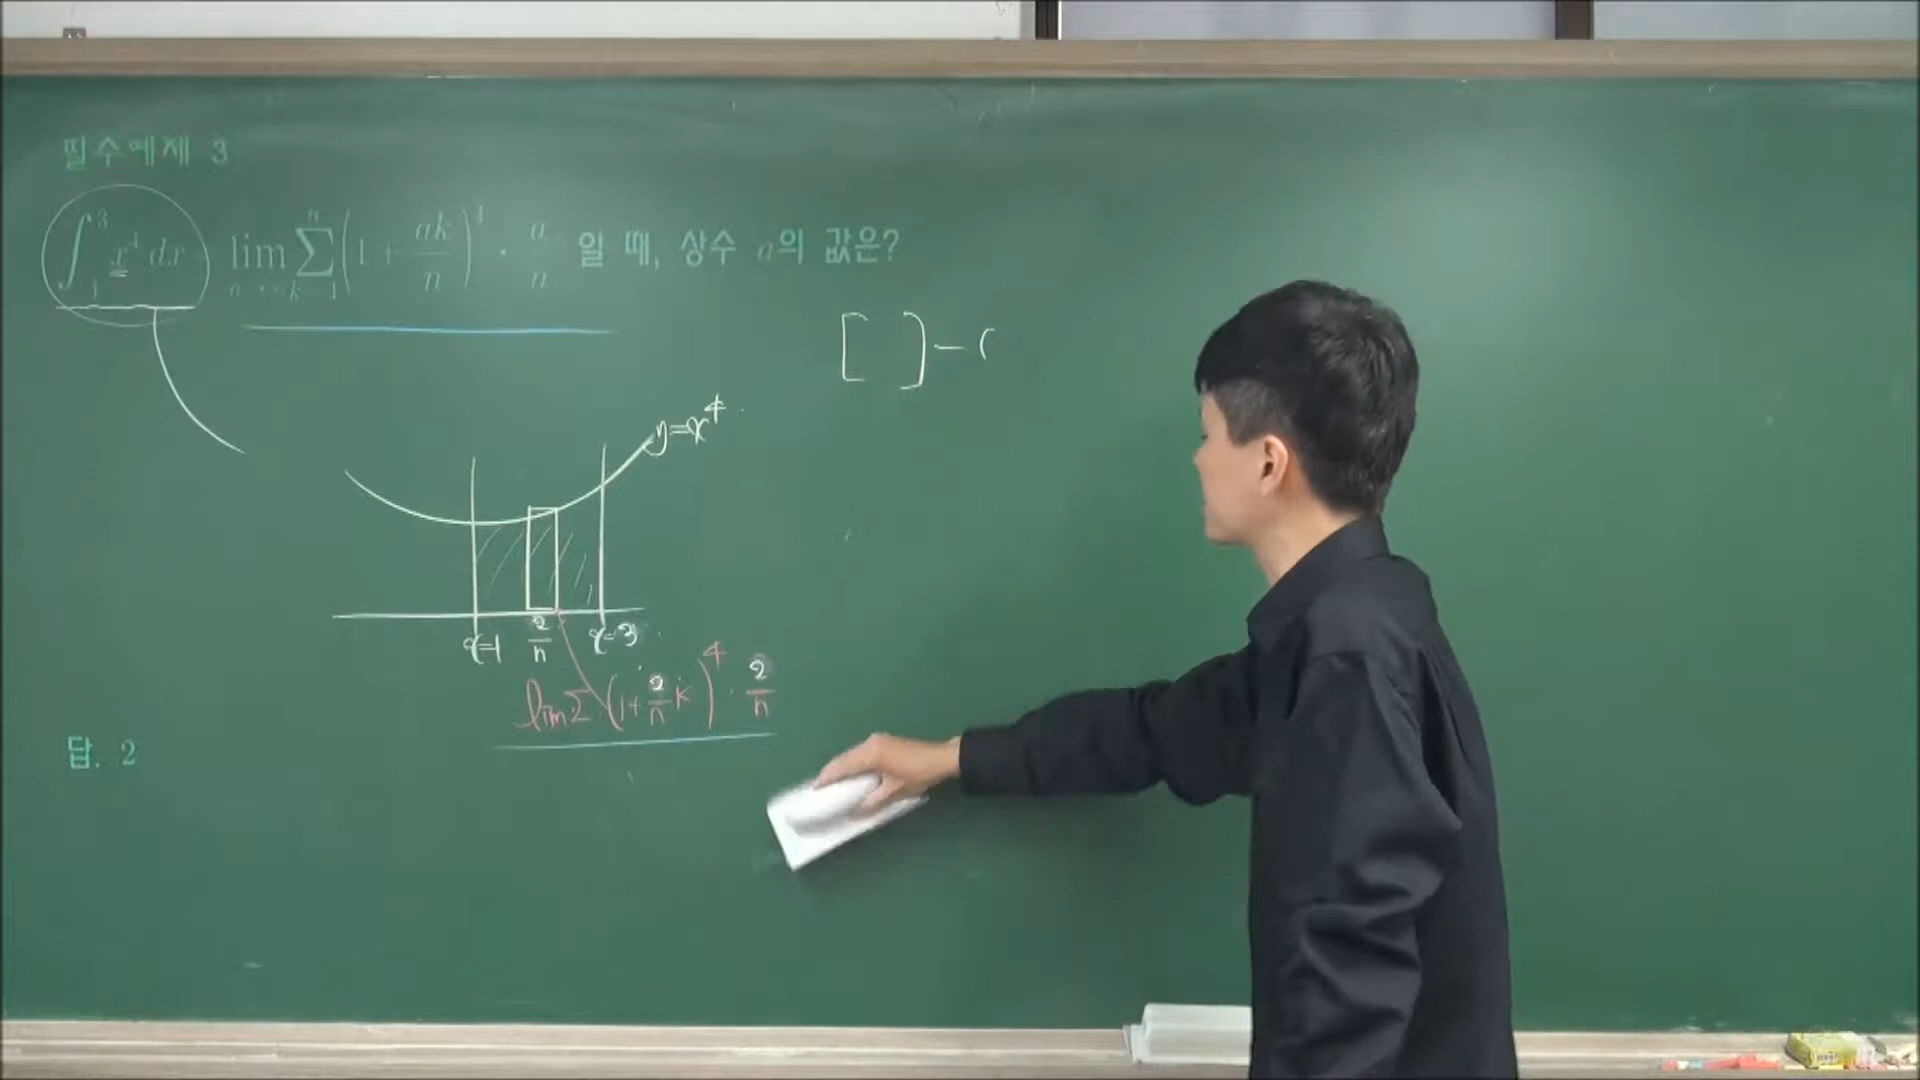 필수예제 3
∫₁³ x⁴ dx = lim_{n→∞} Σ_{k=1}^{n} (1 + ak/n)⁴ · a/n 일 때, 상수 a의 값은?
[ ] - (
y=x⁴
x=1 2/n x=3
lim Σ (1+ 2/n k)⁴ · 2/n
답. 2